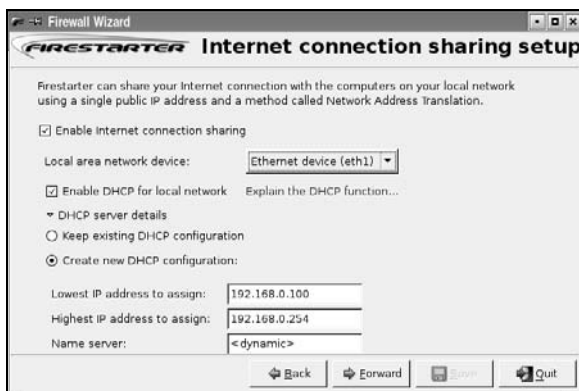 Firewall Wizard
FIRESTARTER Internet connection sharing setup
Firestarter can share your Internet connection with the computers on your local network
using a single public IP address and a method called Network Address Translation.
Enable Internet connection sharing
Local area network device: Ethernet device (eth1)
Enable DHCP for local network Explain the DHCP function...
DHCP server details
Keep existing DHCP configuration
Create new DHCP configuration:
Lowest IP address to assign: 192.168.0.100
Highest IP address to assign: 192.168.0.254
Name server: <dynamic>
Back Forward Save Quit